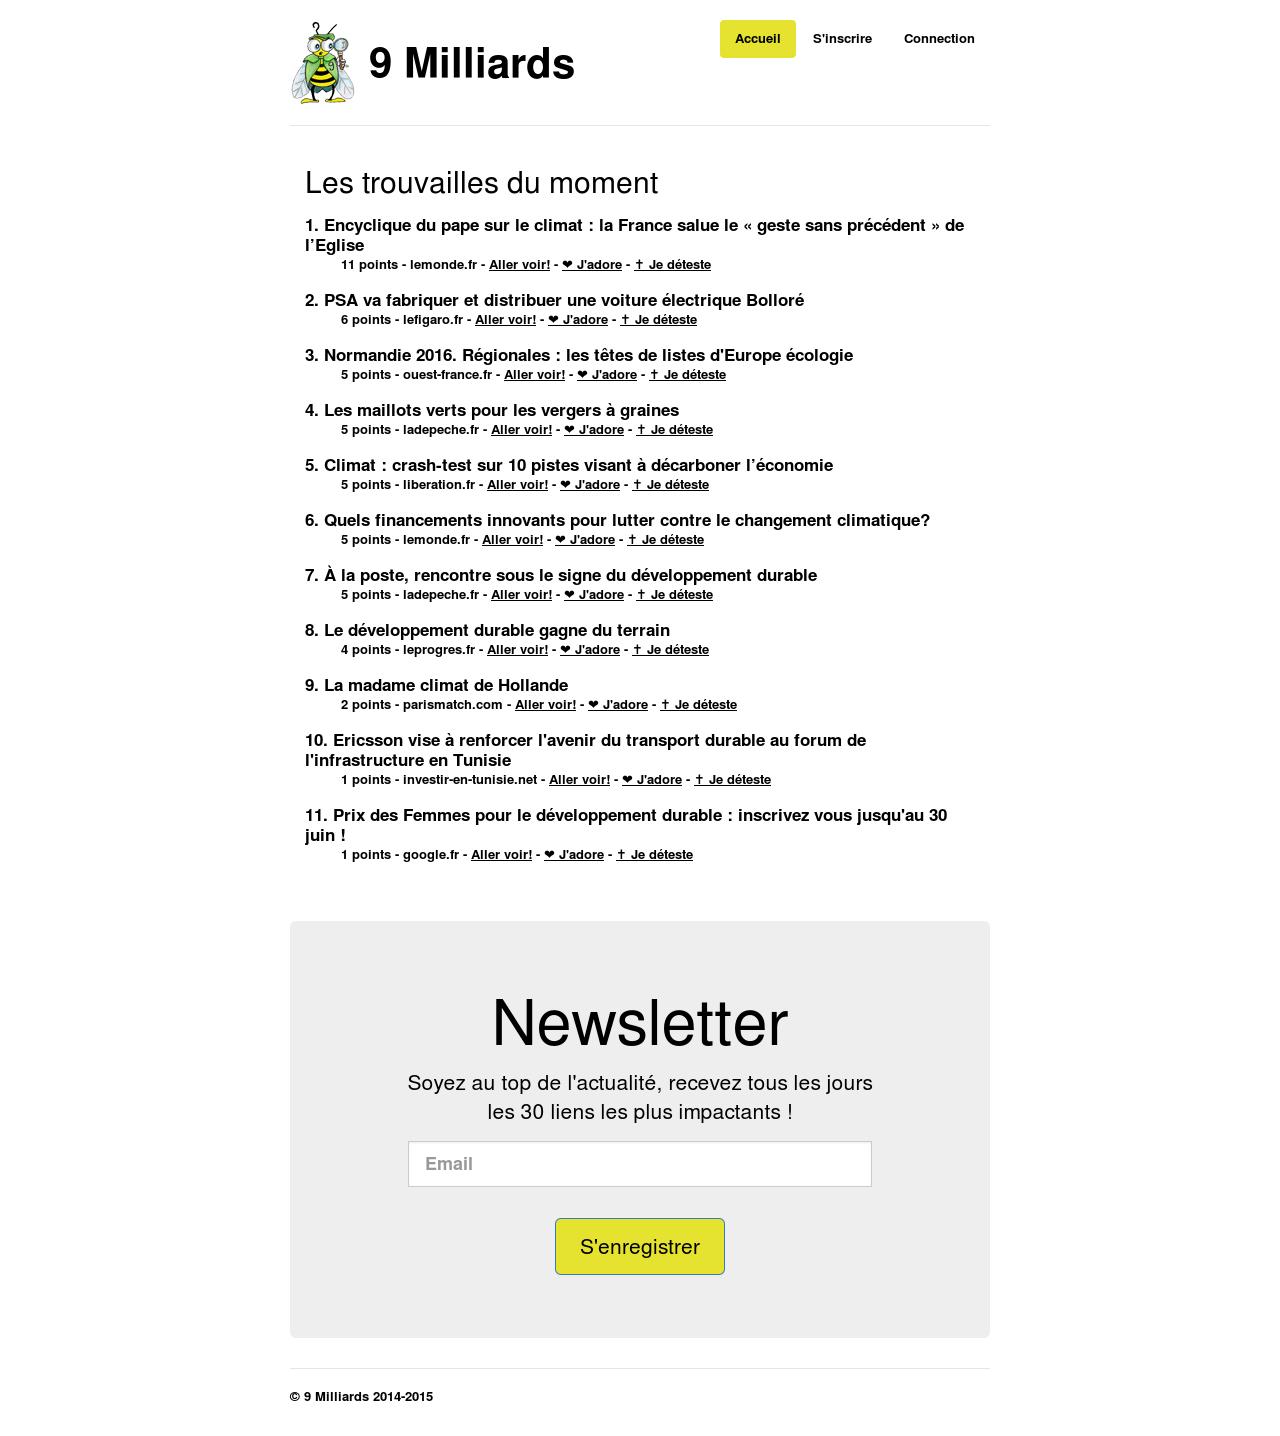 9 Milliards
Accueil S'inscrire Connection
Les trouvailles du moment
1. Encyclique du pape sur le climat : la France salue le « geste sans précédent » de
l’Eglise
11 points - lemonde.fr - Aller voir! - ❤ J'adore - ✝ Je déteste
2. PSA va fabriquer et distribuer une voiture électrique Bolloré
6 points - lefigaro.fr - Aller voir! - ❤ J'adore - ✝ Je déteste
3. Normandie 2016. Régionales : les têtes de listes d'Europe écologie
5 points - ouest-france.fr - Aller voir! - ❤ J'adore - ✝ Je déteste
4. Les maillots verts pour les vergers à graines
5 points - ladepeche.fr - Aller voir! - ❤ J'adore - ✝ Je déteste
5. Climat : crash-test sur 10 pistes visant à décarboner l’économie
5 points - liberation.fr - Aller voir! - ❤ J'adore - ✝ Je déteste
6. Quels financements innovants pour lutter contre le changement climatique?
5 points - lemonde.fr - Aller voir! - ❤ J'adore - ✝ Je déteste
7. À la poste, rencontre sous le signe du développement durable
5 points - ladepeche.fr - Aller voir! - ❤ J'adore - ✝ Je déteste
8. Le développement durable gagne du terrain
4 points - leprogres.fr - Aller voir! - ❤ J'adore - ✝ Je déteste
9. La madame climat de Hollande
2 points - parismatch.com - Aller voir! - ❤ J'adore - ✝ Je déteste
10. Ericsson vise à renforcer l'avenir du transport durable au forum de
l'infrastructure en Tunisie
1 points - investir-en-tunisie.net - Aller voir! - ❤ J'adore - ✝ Je déteste
11. Prix des Femmes pour le développement durable : inscrivez vous jusqu'au 30
juin !
1 points - google.fr - Aller voir! - ❤ J'adore - ✝ Je déteste
Newsletter
Soyez au top de l'actualité, recevez tous les jours
les 30 liens les plus impactants !
Email
S'enregistrer
© 9 Milliards 2014-2015